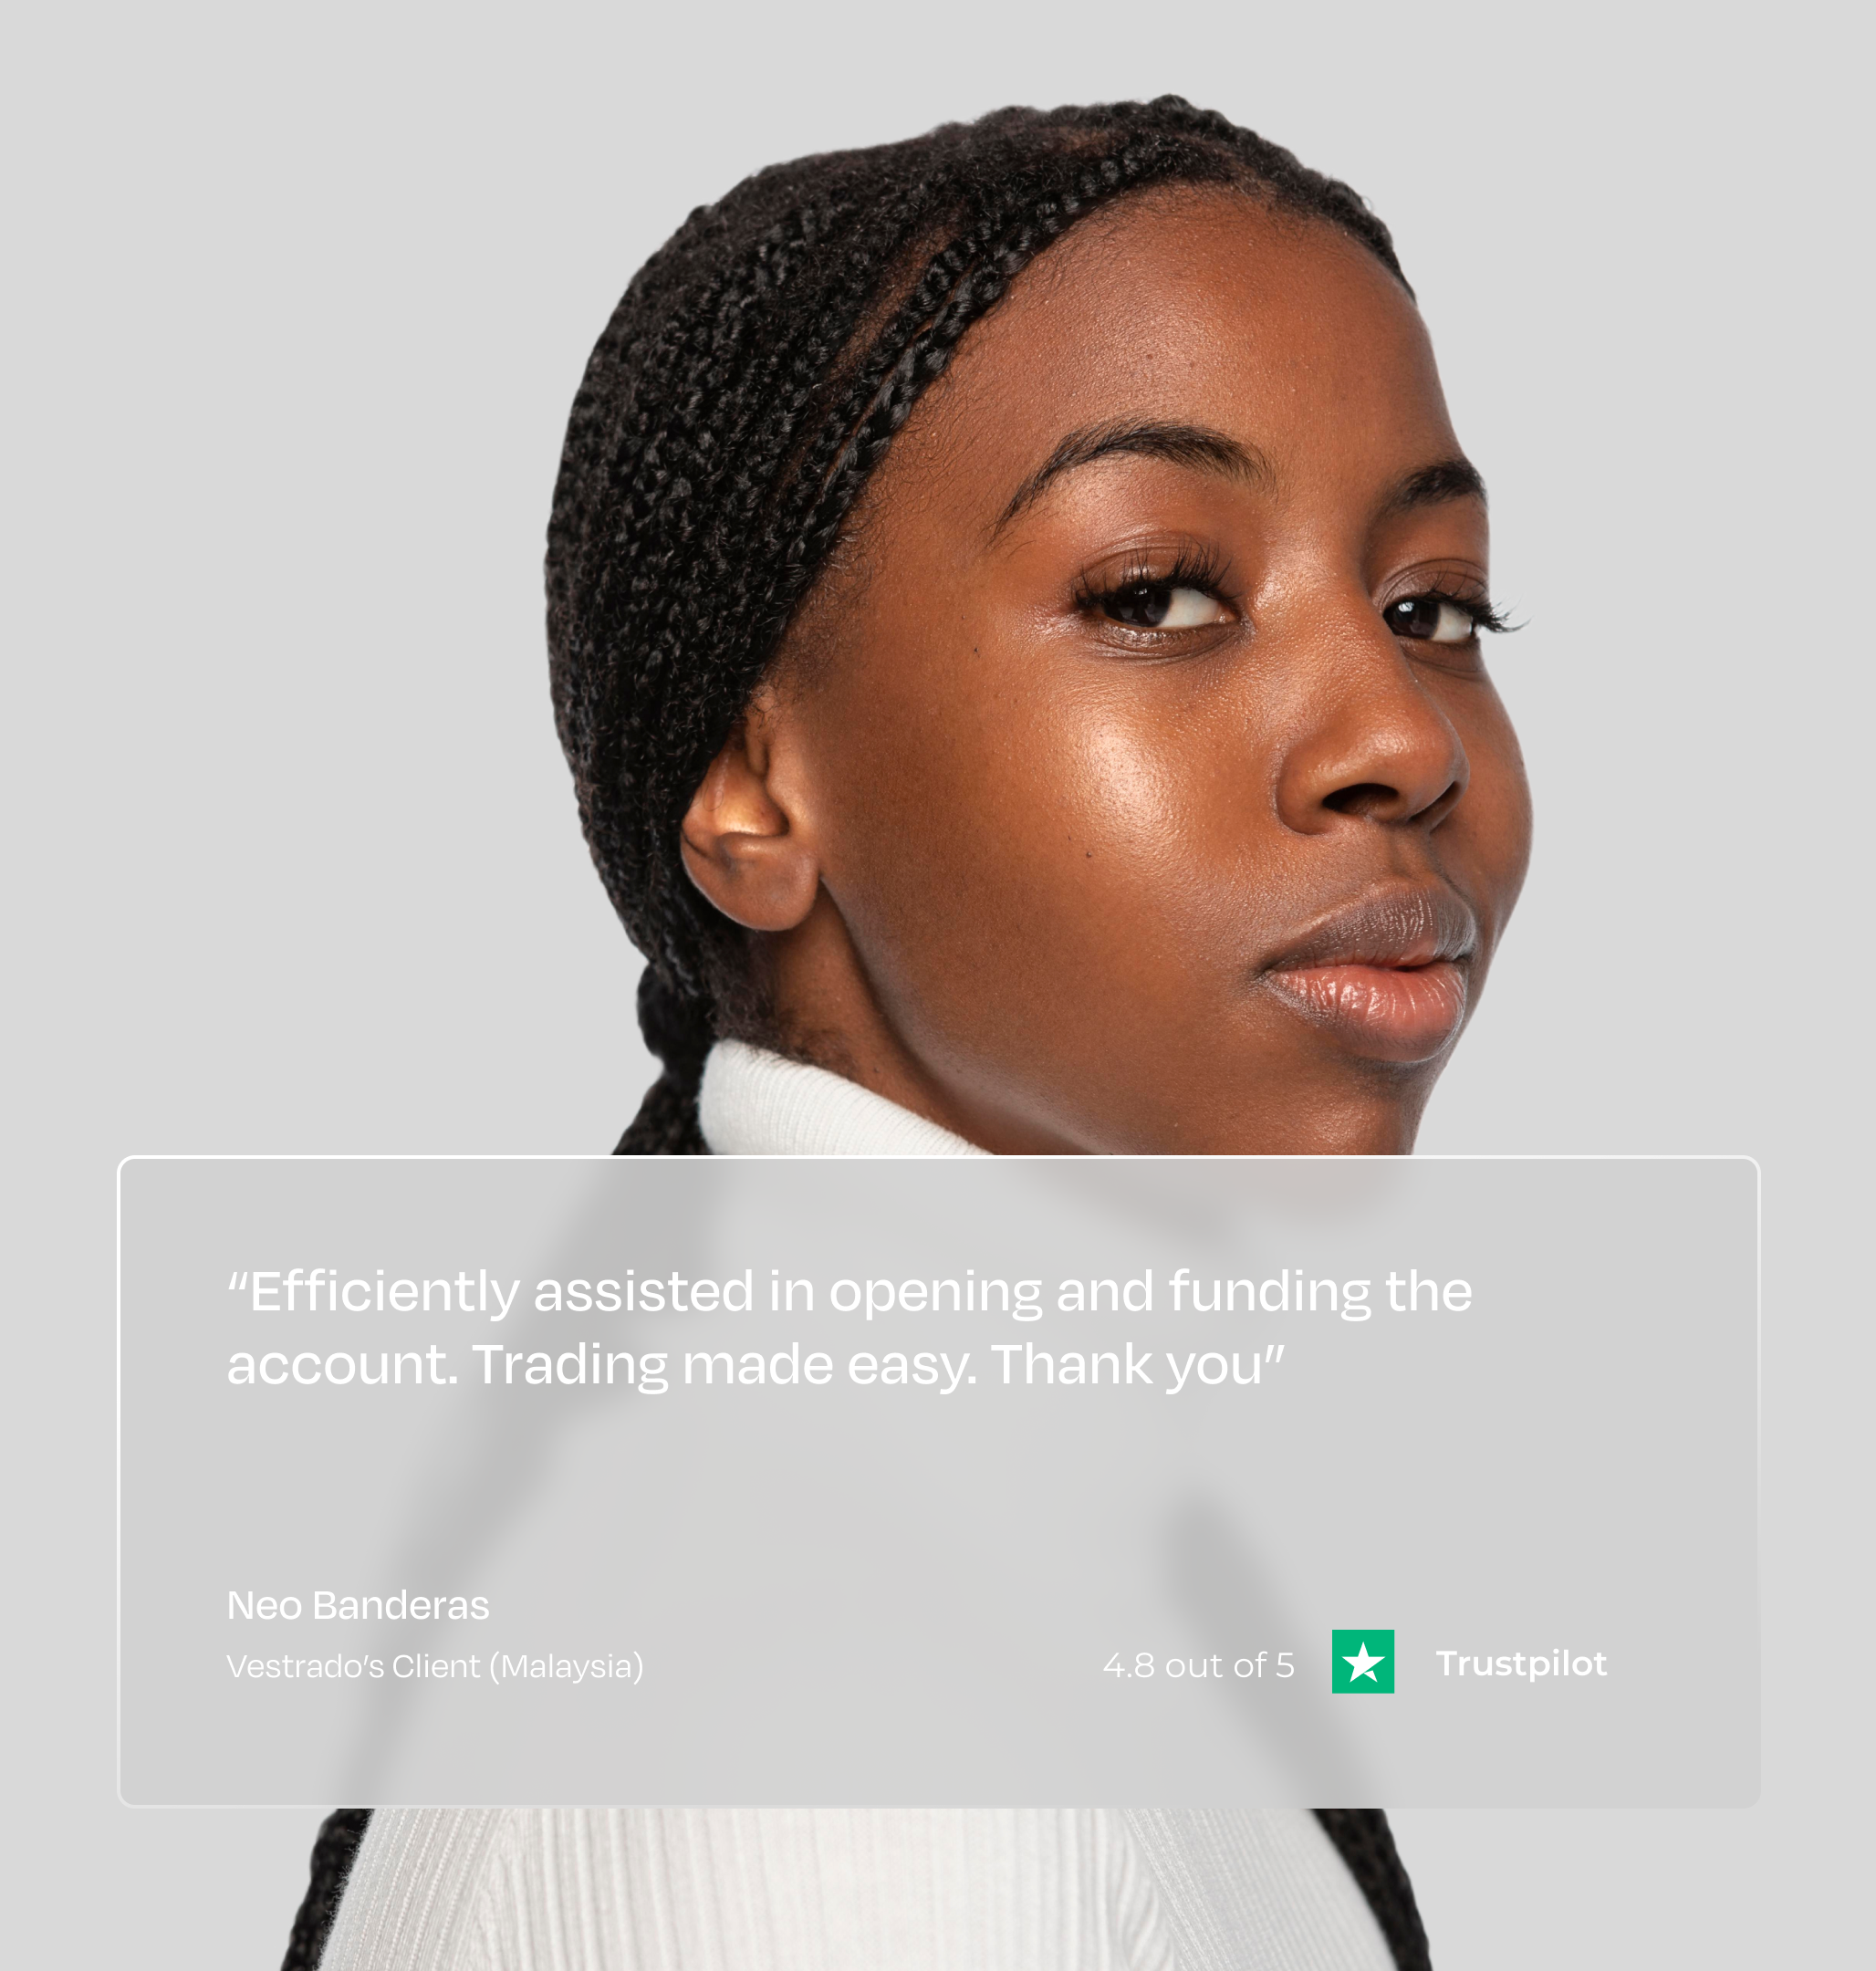 “Efficiently assisted in opening and funding the
account. Trading made easy. Thank you”
Neo Banderas
Vestrado’s Client (Malaysia)
4.8 out of 5 Trustpilot